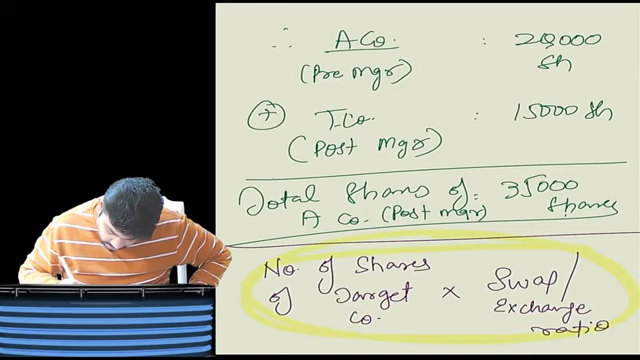 ∴ A Co. : 20,000
(Pre Mgr) Sh
(+) T.Co. : 15000 Sh
(Post Mgr)
Total Shares of : 35000
A Co. (Post mgr) Shares
No. of Shares
of Target × Swap /
Co. Exchange
ratio